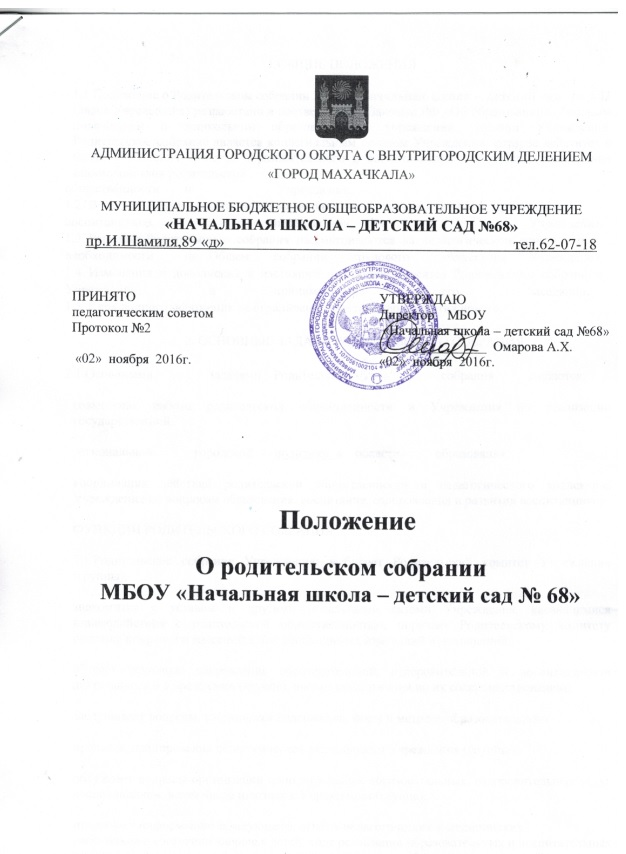 АДМИНИСТРАЦИЯ ГОРОДСКОГО ОКРУГА С ВНУТРИГОРОДСКИМ ДЕЛЕНИЕМ
«ГОРОД МАХАЧКАЛА»
МУНИЦИПАЛЬНОЕ БЮДЖЕТНОЕ ОБЩЕОБРАЗОВАТЕЛЬНОЕ УЧРЕЖДЕНИЕ
«НАЧАЛЬНАЯ ШКОЛА – ДЕТСКИЙ САД №68»
пр.И.Шамиля,89 «д» тел.62-07-18
ПРИНЯТО
педагогическим советом
Протокол №2
«02» ноября 2016г.
УТВЕРЖДАЮ
Директор МБОУ
«Начальная школа – детский сад №68»
Омарова А.Х.
«02» ноября 2016г.
Положение
О родительском собрании
МБОУ «Начальная школа – детский сад № 68»